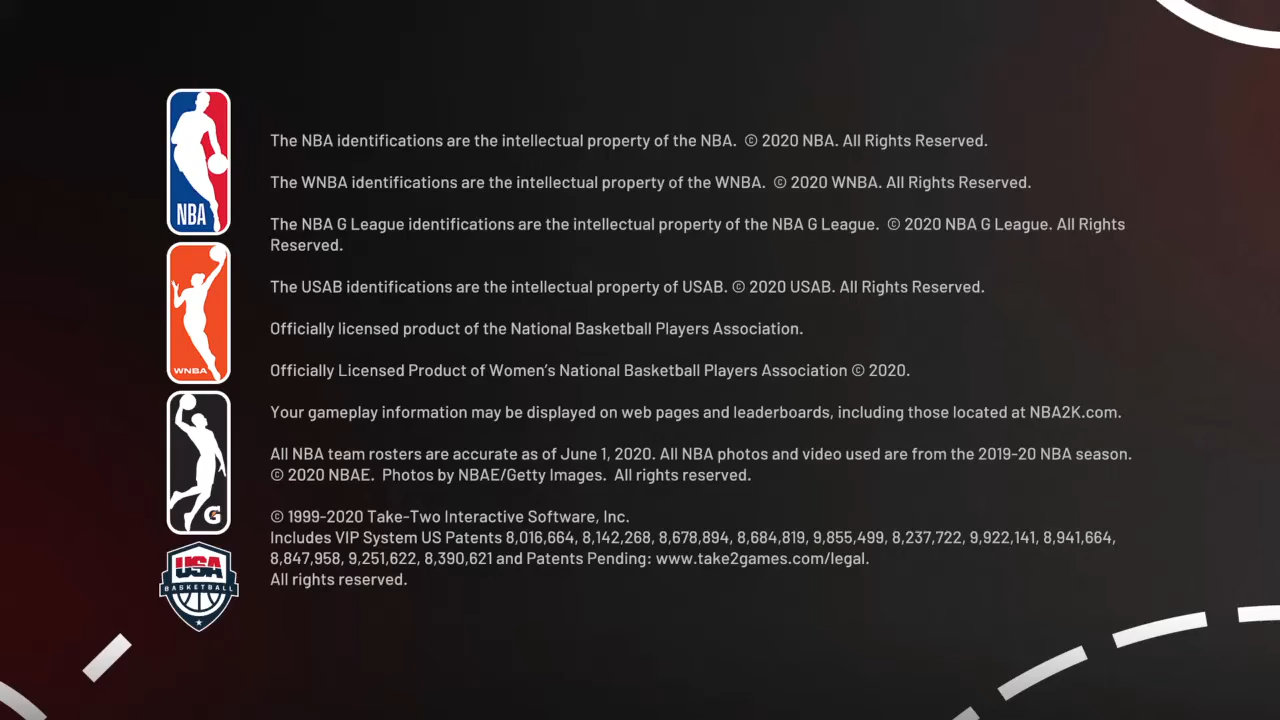 NBA
The NBA identifications are the intellectual property of the NBA.  © 2020 NBA. All Rights Reserved.
The WNBA identifications are the intellectual property of the WNBA.  © 2020 WNBA. All Rights Reserved.
The NBA G League identifications are the intellectual property of the NBA G League.  © 2020 NBA G League. All Rights
Reserved.
WNBA
The USAB identifications are the intellectual property of USAB. © 2020 USAB. All Rights Reserved.
Officially licensed product of the National Basketball Players Association.
Officially Licensed Product of Women's National Basketball Players Association © 2020.
Your gameplay information may be displayed on web pages and leaderboards, including those located at NBA2K.com.
All NBA team rosters are accurate as of June 1, 2020. All NBA photos and video used are from the 2019-20 NBA season.
© 2020 NBAE.  Photos by NBAE/Getty Images.  All rights reserved.
G
© 1999-2020 Take-Two Interactive Software, Inc.
Includes VIP System US Patents 8,016,664, 8,142,268, 8,678,894, 8,684,819, 9,855,499, 8,237,722, 9,922,141, 8,941,664,
8,847,958, 9,251,622, 8,390,621 and Patents Pending: www.take2games.com/legal.
All rights reserved.
USA
BASKETBALL